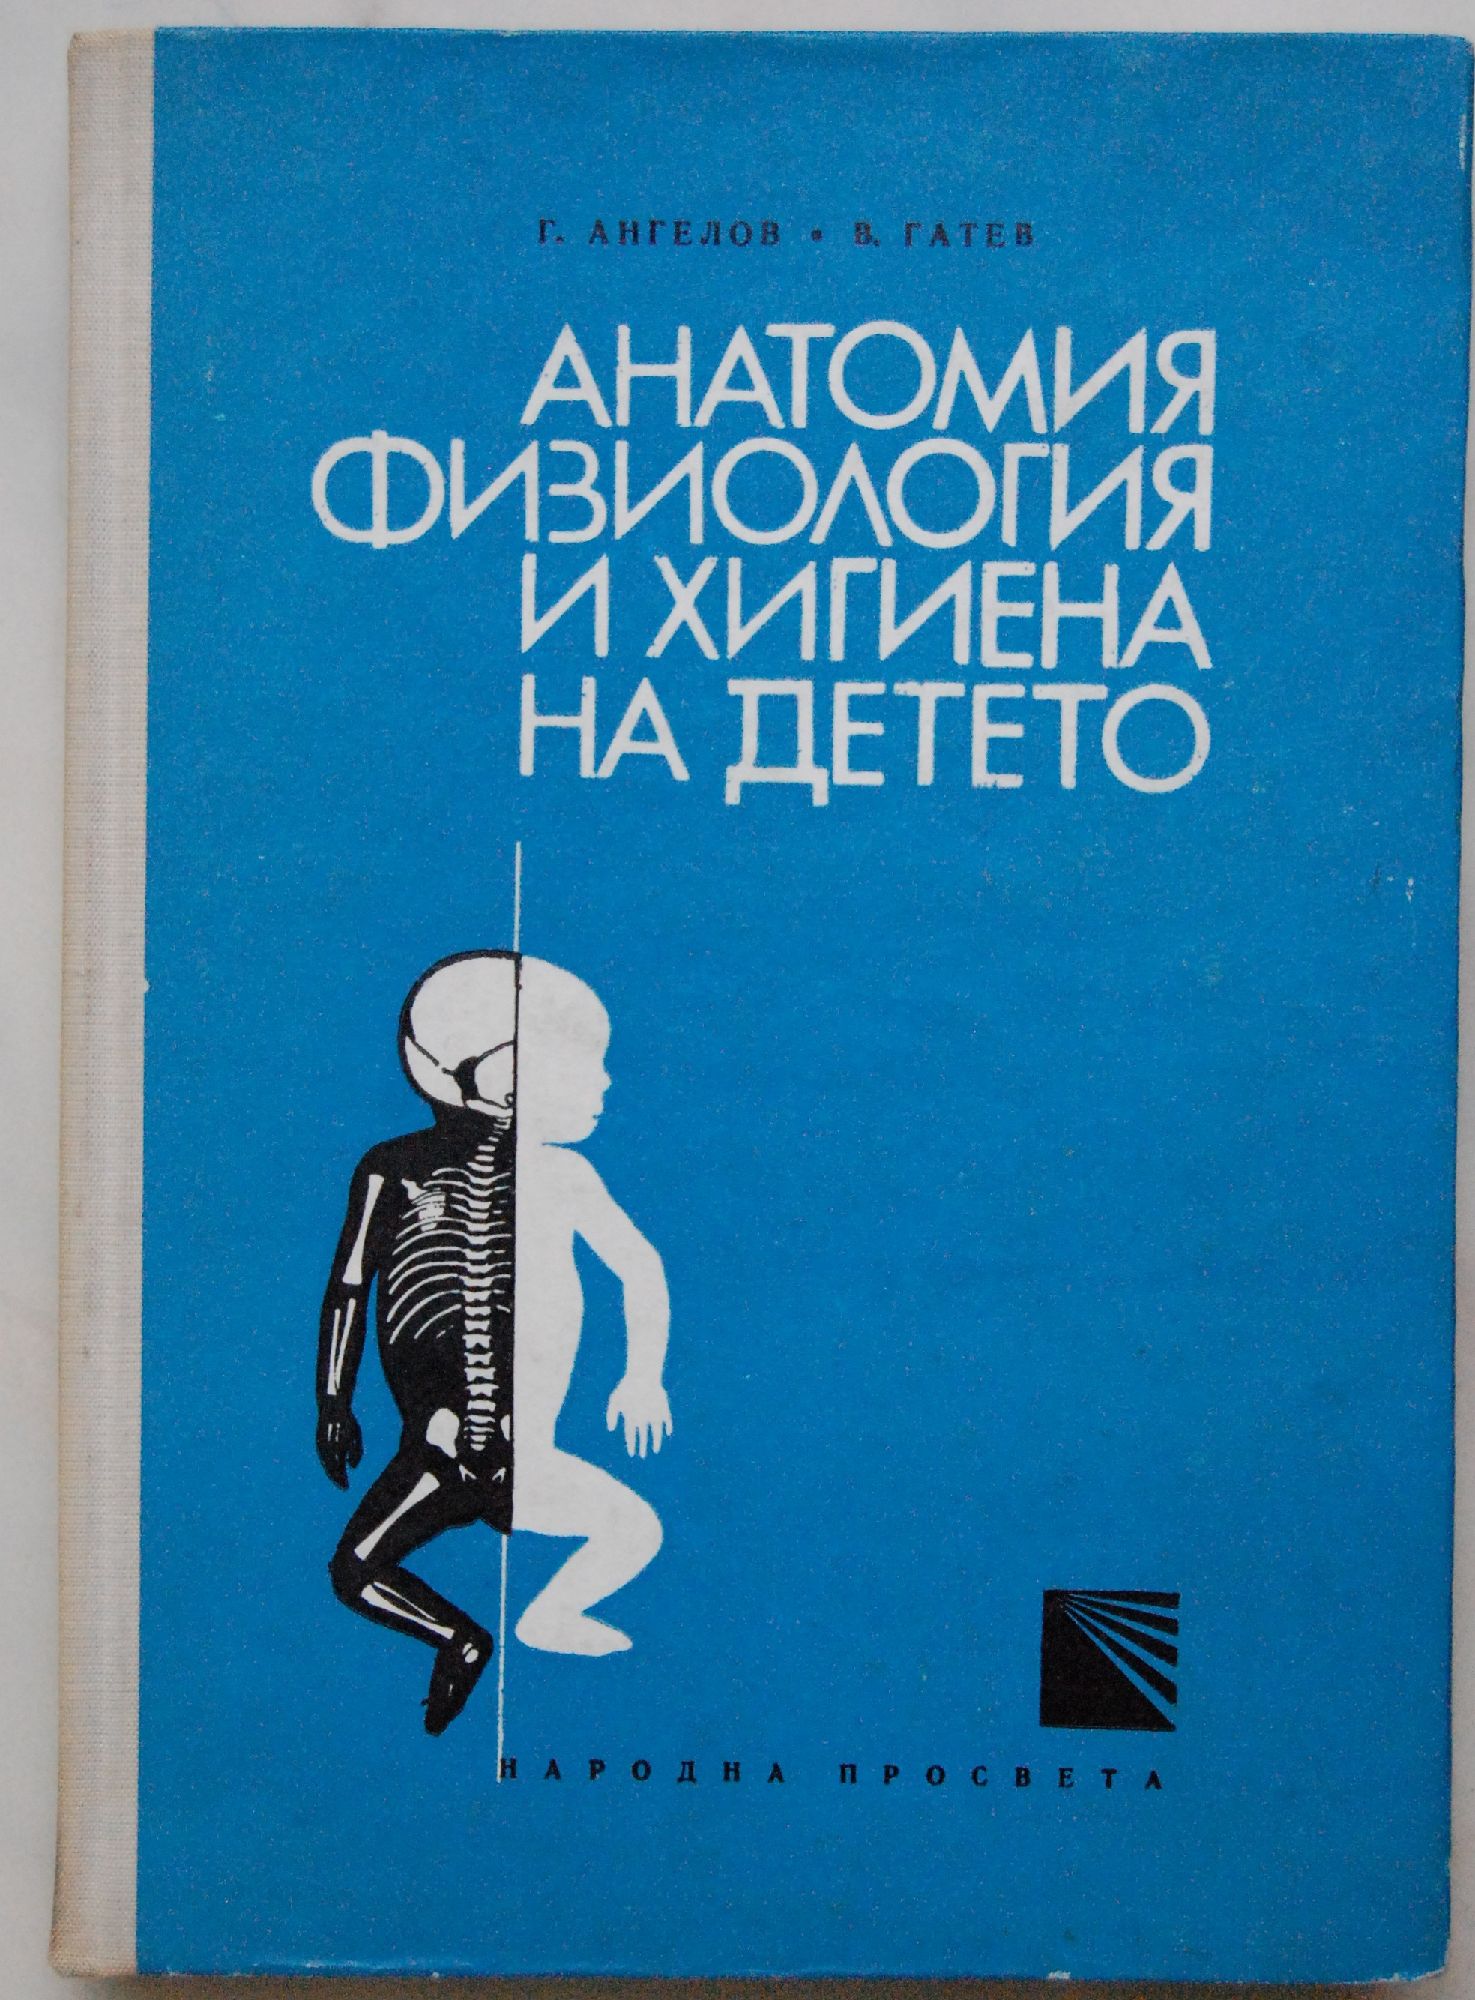 Г. АНГЕЛОВ • В. ГАТЕВ
АНАТОМИЯ
ФИЗИОЛОГИЯ
И ХИГИЕНА
НА ДЕТЕТО
НАРОДНА ПРОСВЕТА